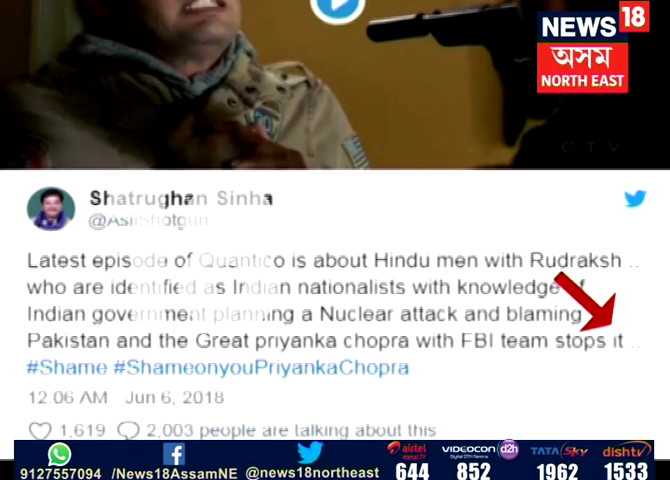 NEWS 18
অসম
NORTH EAST
CTV
Shatrughan Sinha
Latest episode of Quantico is about Hindu men with Rudraksh ..
who are identified as Indian nationalists with knowledge of
Indian government planning a Nuclear attack and blaming
Pakistan and the Great priyanka chopra with FBI team stops it ..
#Shame #ShameonyouPriyankaChopra
12:06 AM Jun 6, 2018
1,619 2,003 people are talking about this
9127557094 /News18AssamNE @news18northeast
airtel 644
VIDEOCON d2h 852
TATA Sky 1962
dishtv 1533